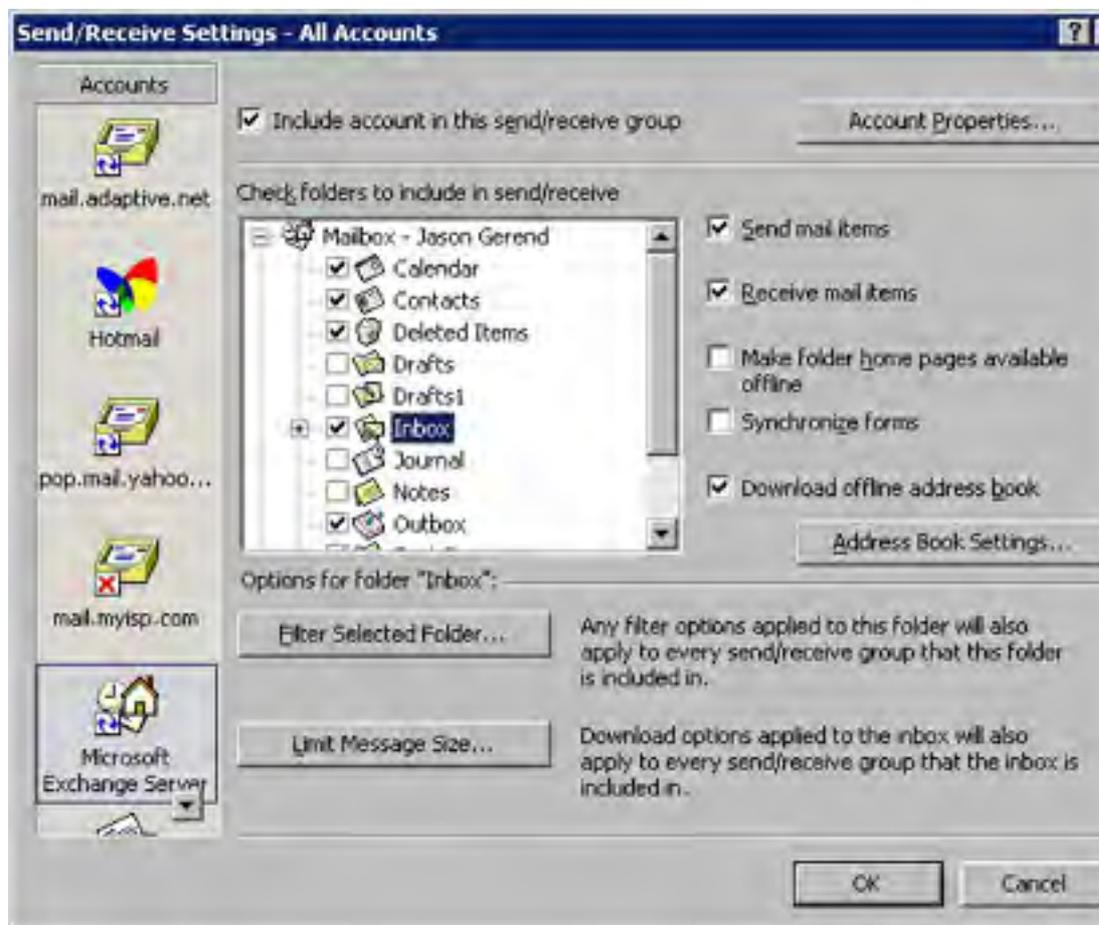 Send/Receive Settings - All Accounts
?
Accounts
mail.adaptive.net
Hotmail
pop.mail.yahoo...
mail.myisp.com
Microsoft
Exchange Server
Include account in this send/receive group
Account Properties...
Check folders to include in send/receive
Mailbox - Jason Gerend
Calendar
Contacts
Deleted Items
Drafts
Drafts1
Inbox
Journal
Notes
Outbox
Send mail items
Receive mail items
Make folder home pages available
offline
Synchronize forms
Download offline address book
Address Book Settings...
Options for folder "Inbox":
Filter Selected Folder...
Any filter options applied to this folder will also
apply to every send/receive group that this folder
is included in.
Limit Message Size...
Download options applied to the inbox will also
apply to every send/receive group that the inbox is
included in.
OK
Cancel